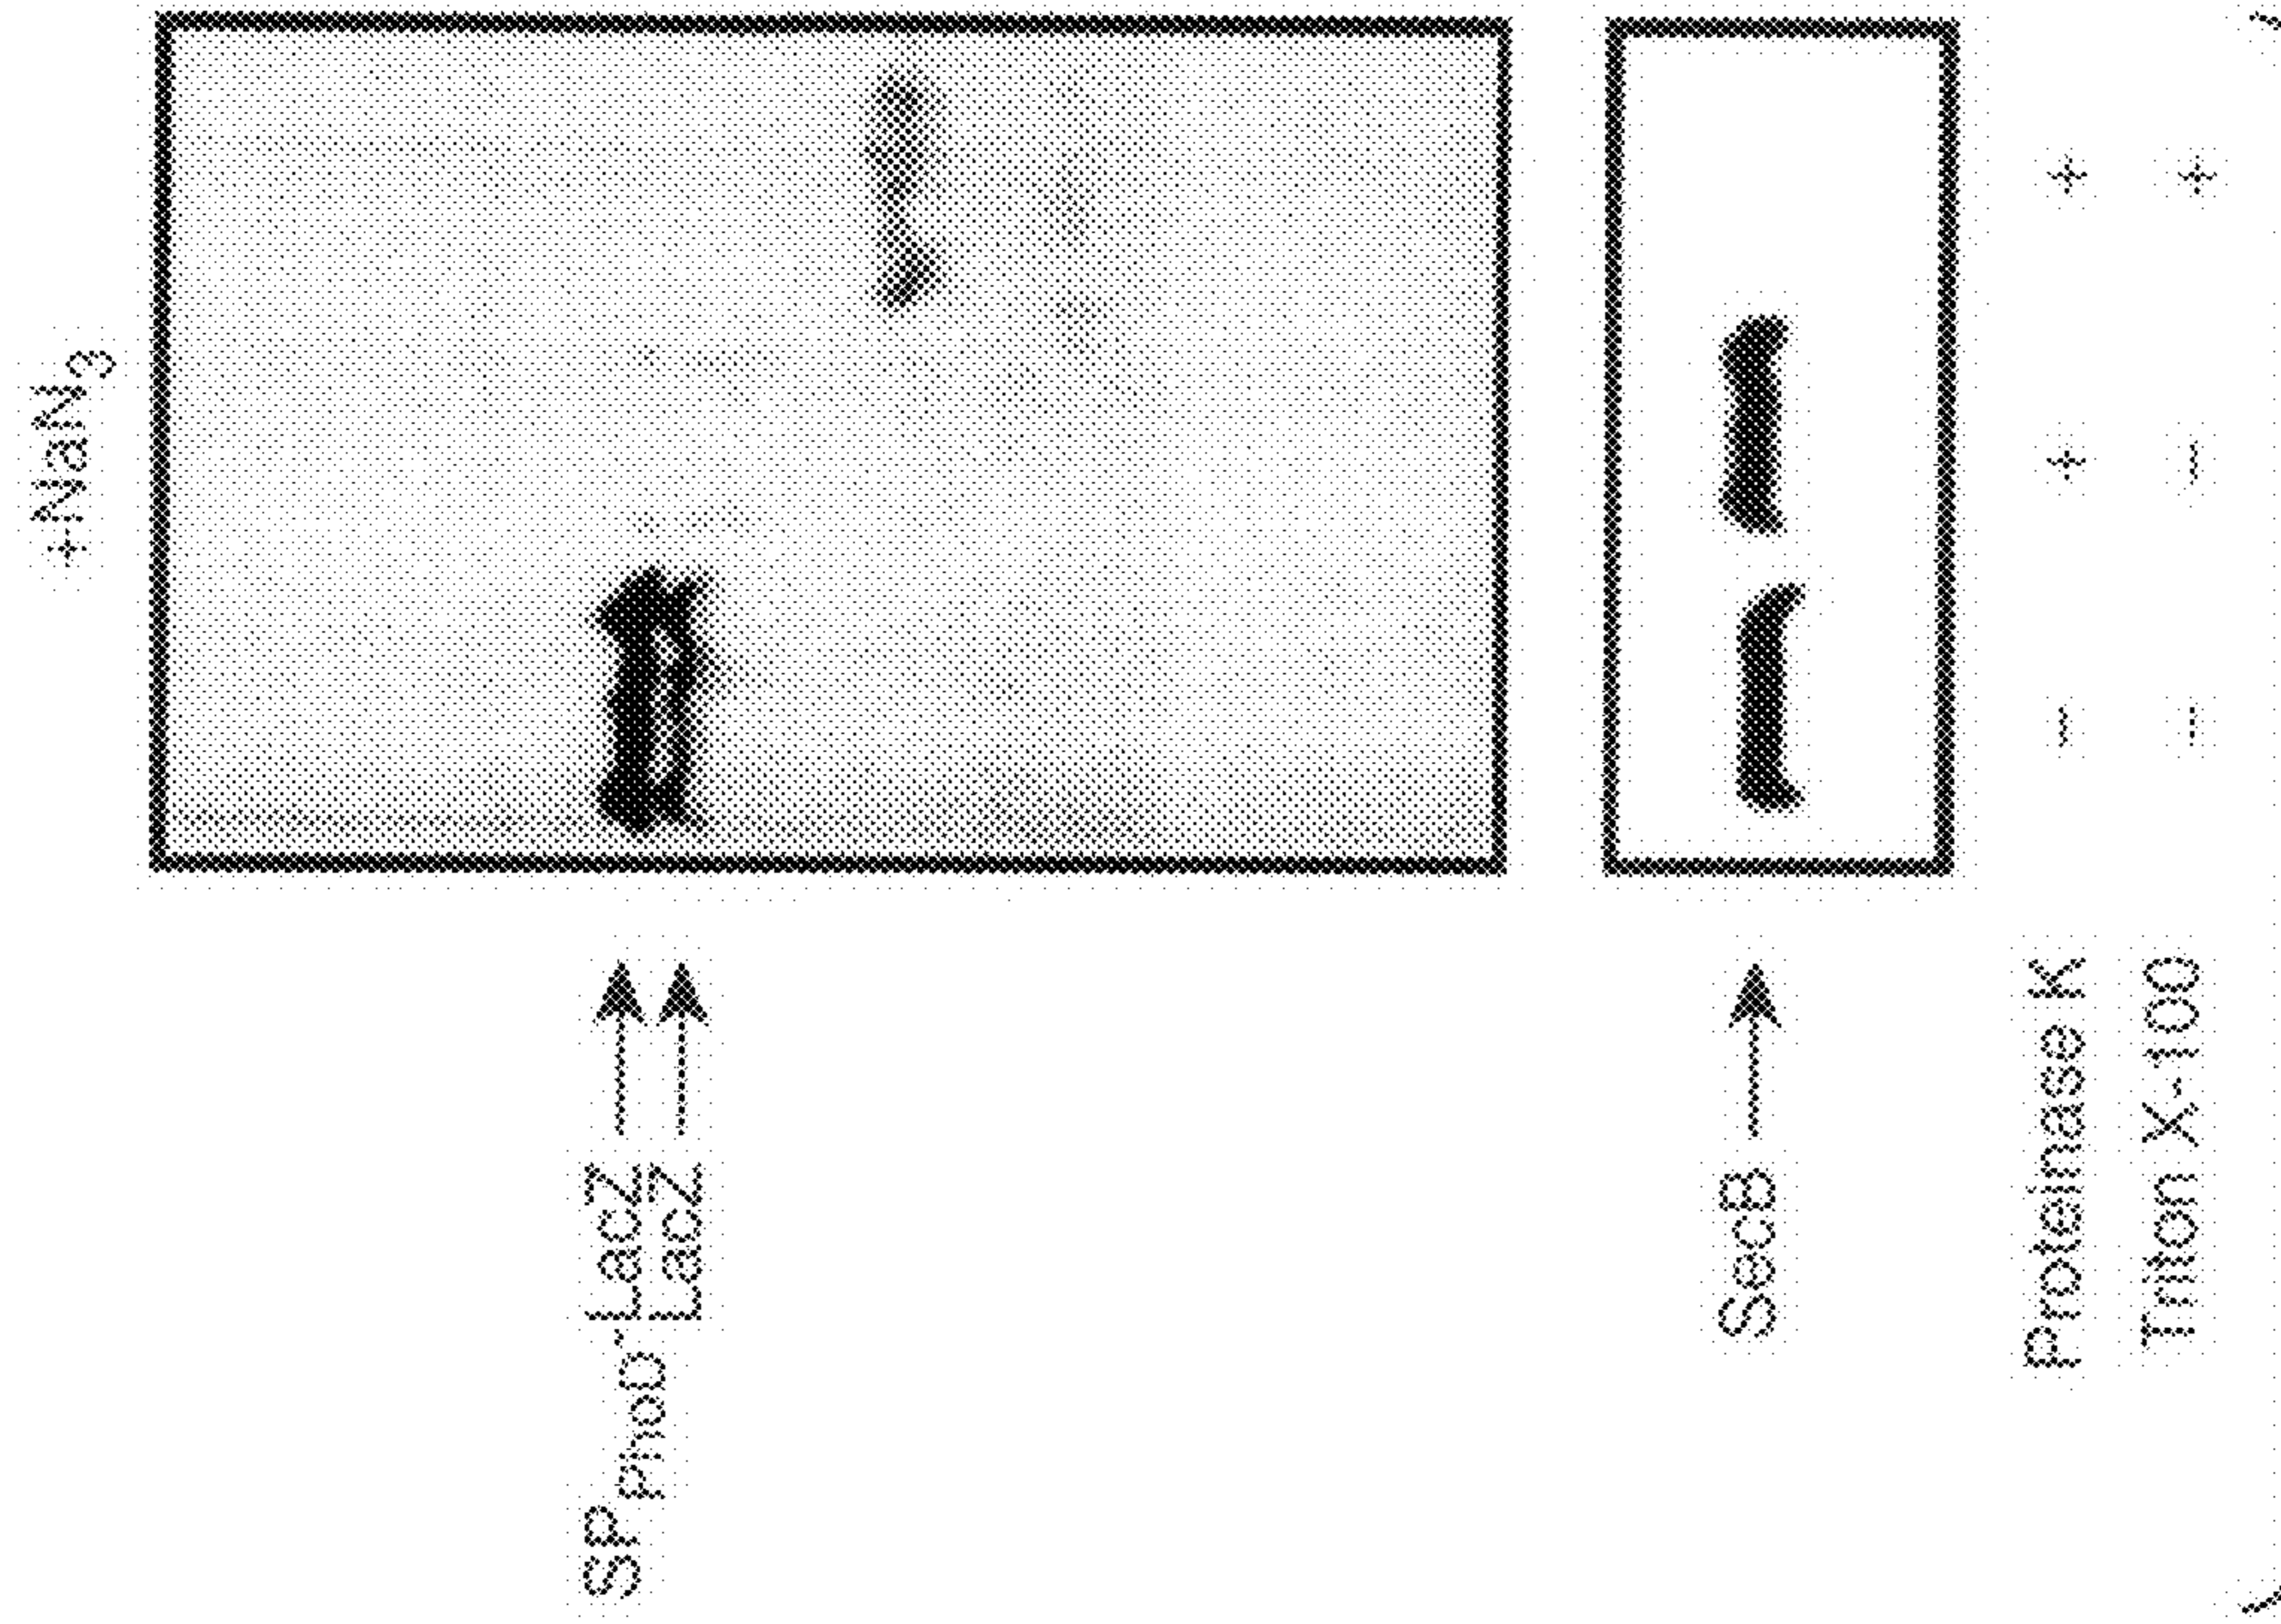 +NaN3
SPPhoD-LacZ
LacZ
SecB
Proteinase K - + +
Triton X-100 - - +